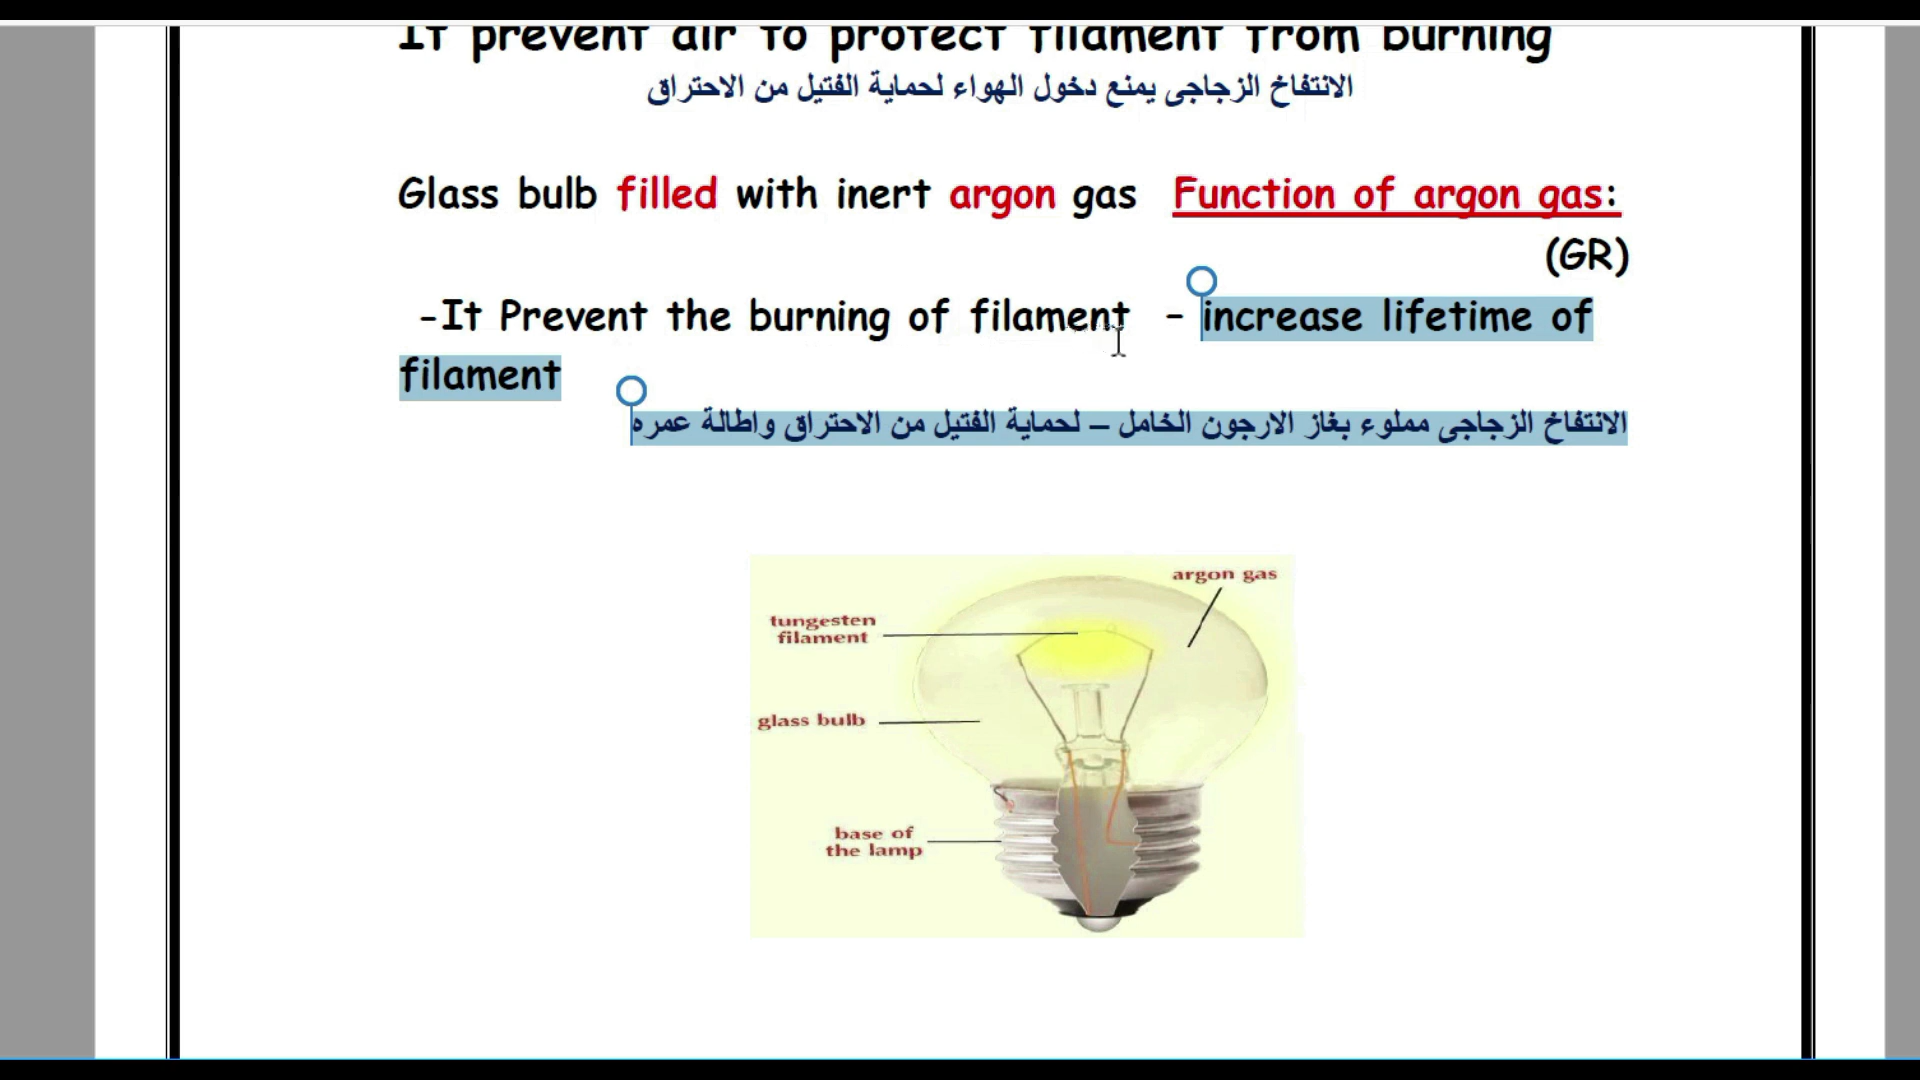 It prevent air to protect filament from burning
الانتفاخ الزجاجى يمنع دخول الهواء لحماية الفتيل من الاحتراق
Glass bulb filled with inert argon gas Function of argon gas:
(GR)
-It Prevent the burning of filament – increase lifetime of
filament
الانتفاخ الزجاجى مملوء بغاز الارجون الخامل – لحماية الفتيل من الاحتراق واطالة عمره
argon gas
tungesten
filament
glass bulb
base of
the lamp